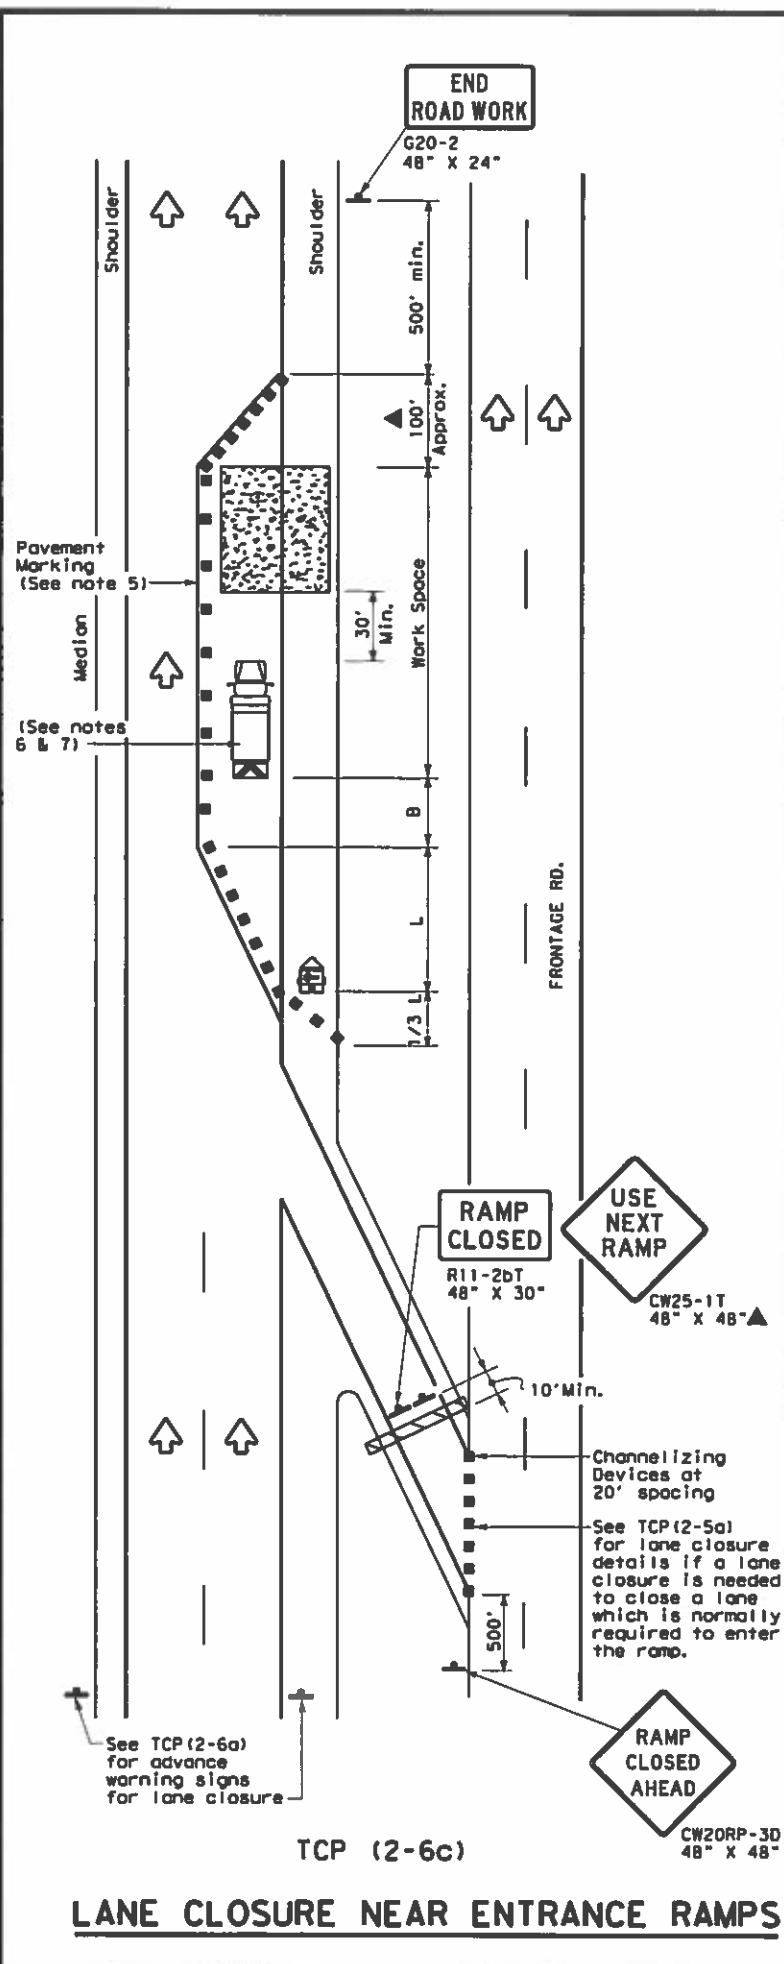 END
ROAD WORK
G20-2
48" X 24"
Shoulder
Shoulder
500' min.
100'
Approx.
Pavement
Marking
(See note 5)
Median
30'
Min.
Work Space
(See notes
6 & 7)
B
L
FRONTAGE RD.
1/3 L
RAMP
CLOSED
R11-2bT
48" X 30"
USE
NEXT
RAMP
CW25-1T
48" X 48"
10'Min.
Channelizing
Devices at
20' spacing
See TCP(2-5a)
for lane closure
details if a lane
closure is needed
to close a lane
which is normally
required to enter
the ramp.
500'
See TCP(2-6a)
for advance
warning signs
for lane closure
RAMP
CLOSED
AHEAD
CW20RP-3D
48" X 48"
TCP (2-6c)
LANE CLOSURE NEAR ENTRANCE RAMPS